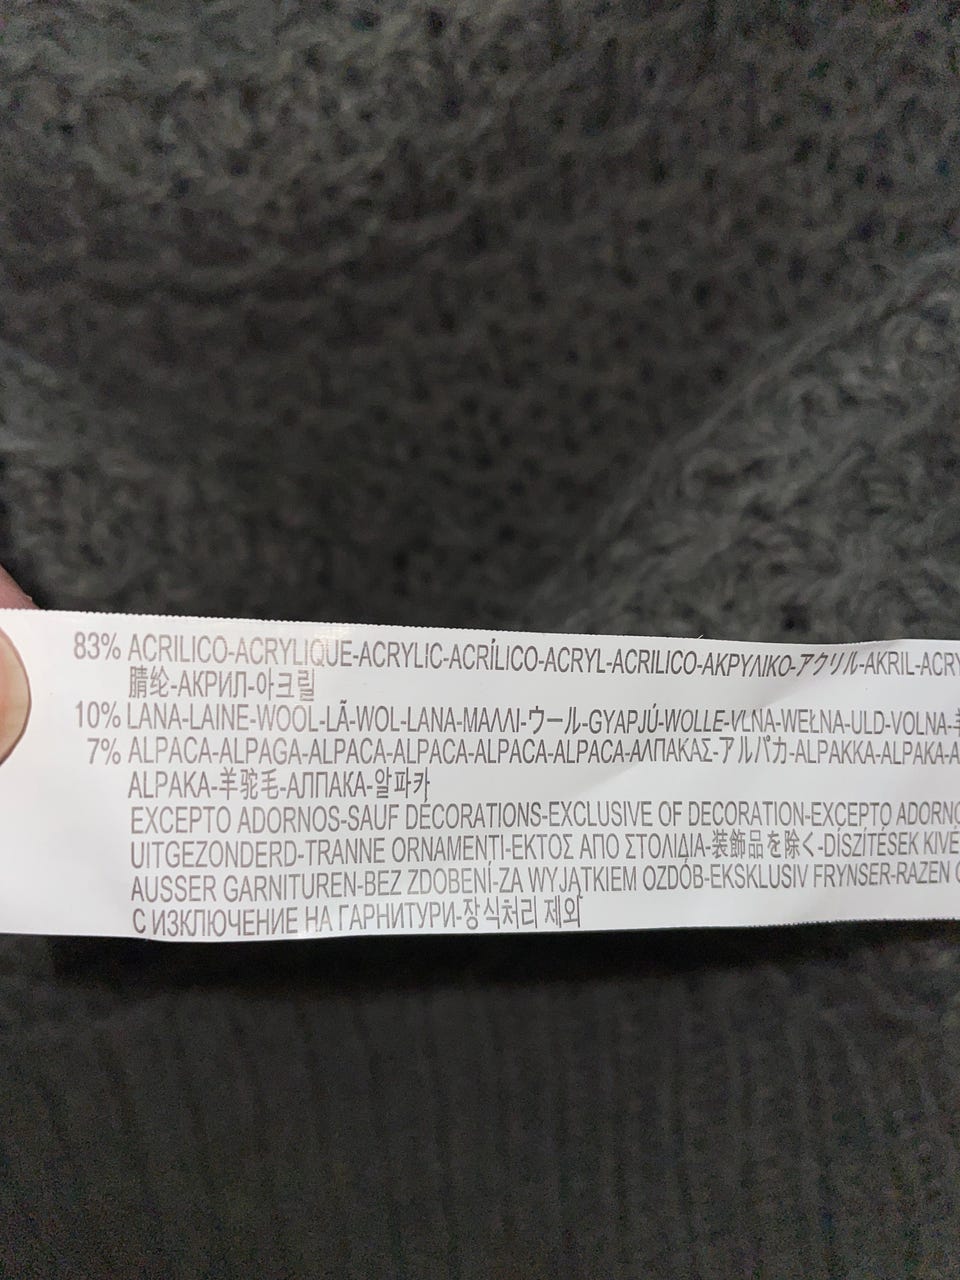 83% ACRILICO-ACRYLIQUE-ACRYLIC-ACRÍLICO-ACRYL-ACRILICO-ΑΚΡΥΛΙΚΟ-アクリル-AKRIL-ACRY
腈纶-АКРИЛ-아크릴
10% LANA-LAINE-WOOL-LÃ-WOL-LANA-ΜΑΛΛΙ-ウール-GYAPJÚ-WOLLE-VLNA-WEŁNA-ULD-VOLNA-羊
7% ALPACA-ALPAGA-ALPACA-ALPACA-ALPACA-ALPACA-ΑΛΠΑΚΑΣ-アルパカ-ALPAKKA-ALPAKA-A
ALPAKA-羊驼毛-АЛПАКА-알파카
EXCEPTO ADORNOS-SAUF DÉCORATIONS-EXCLUSIVE OF DECORATION-EXCEPTO ADORNO
UITGEZONDERD-TRANNE ORNAMENTI-ΕΚΤΟΣ ΑΠΟ ΣΤΟΛΙΔΙΑ-装飾品を除く-DÍSZÍTÉSEK KIVÉ
AUSSER GARNITUREN-BEZ ZDOBENÍ-ZA WYJĄTKIEM OZDÓB-EKSKLUSIV FRYNSER-RAZEN
С ИЗКЛЮЧЕНИЕ НА ГАРНИТУРИ-장식처리 제외